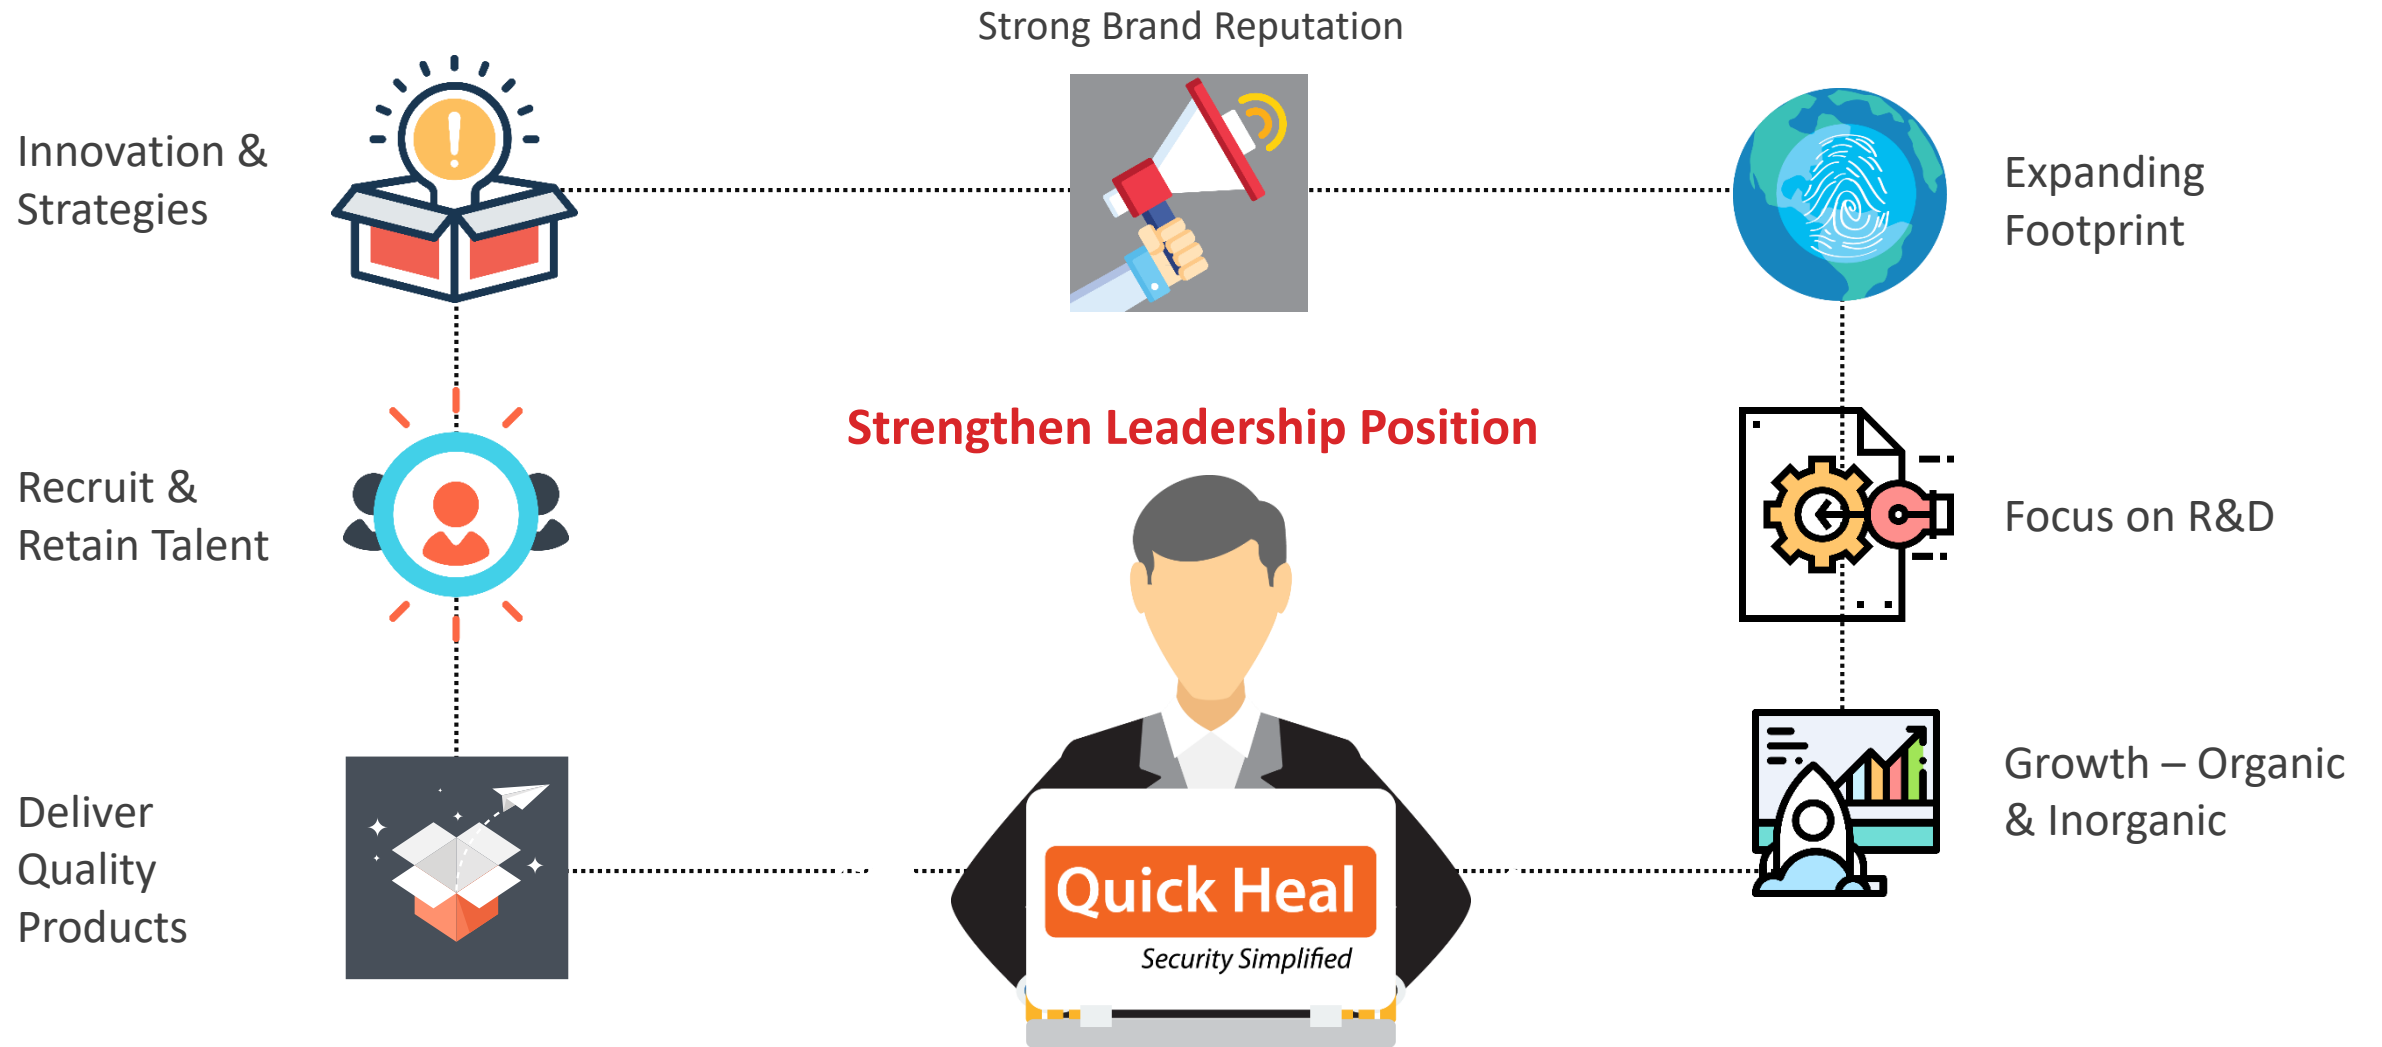 Strong Brand Reputation
Innovation &
Strategies
Expanding
Footprint
Strengthen Leadership Position
Recruit &
Retain Talent
Focus on R&D
Growth – Organic
& Inorganic
Deliver
Quality
Products
Quick Heal
Security Simplified